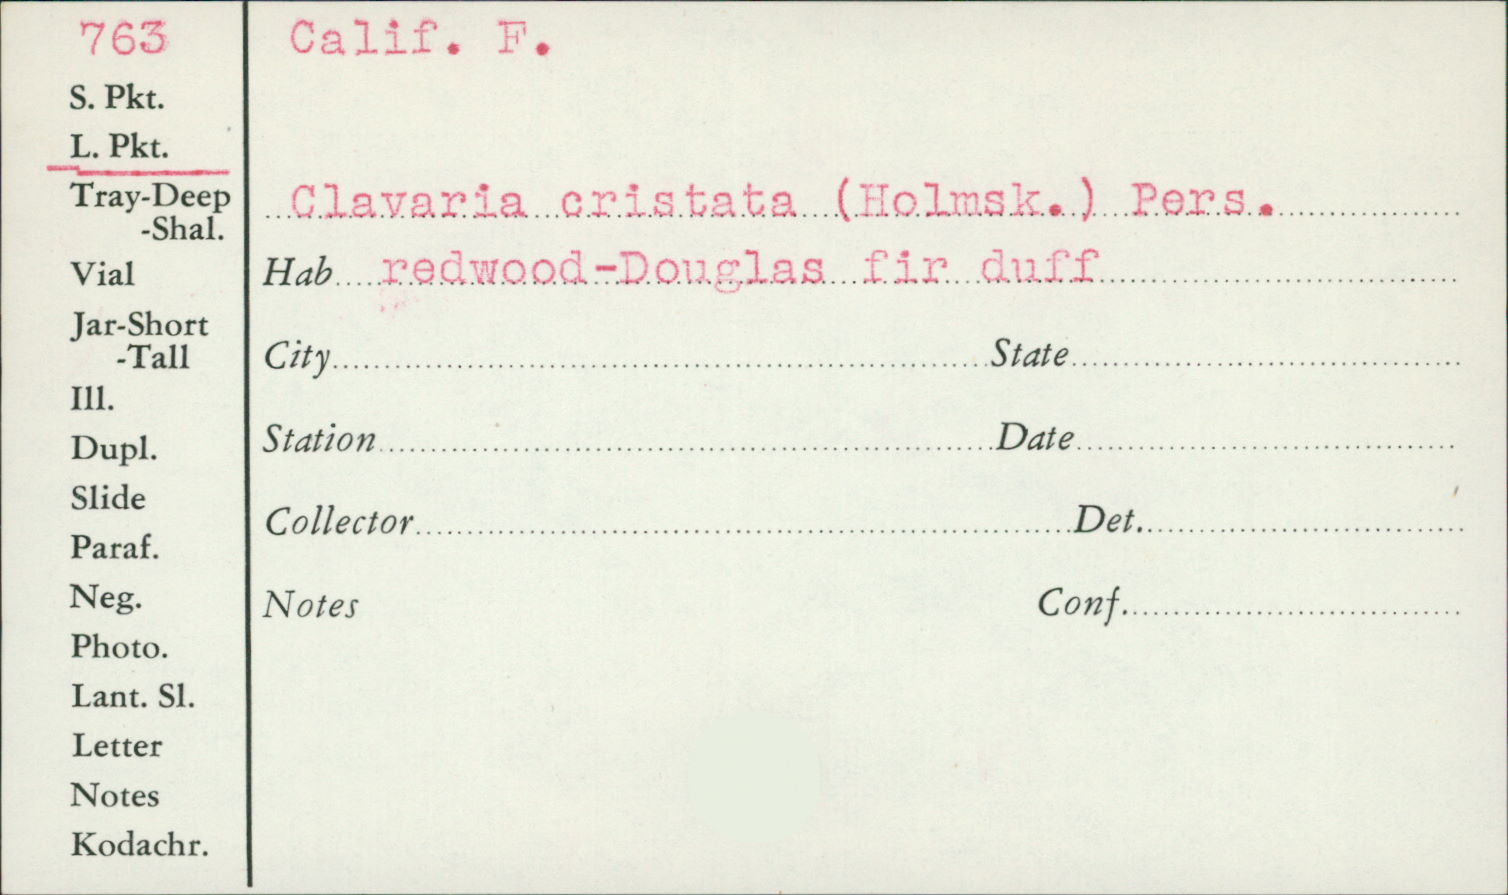 763
Calif. F.
S. Pkt.
L. Pkt.
Tray-Deep
-Shal.
Vial
Jar-Short
-Tall
Ill.
Dupl.
Slide
Paraf.
Neg.
Photo.
Lant. Sl.
Letter
Notes
Kodachr.
Clavaria cristata (Holmsk.) Pers.
Hab redwood-Douglas fir duff
City State
Station Date
Collector Det.
Notes Conf.